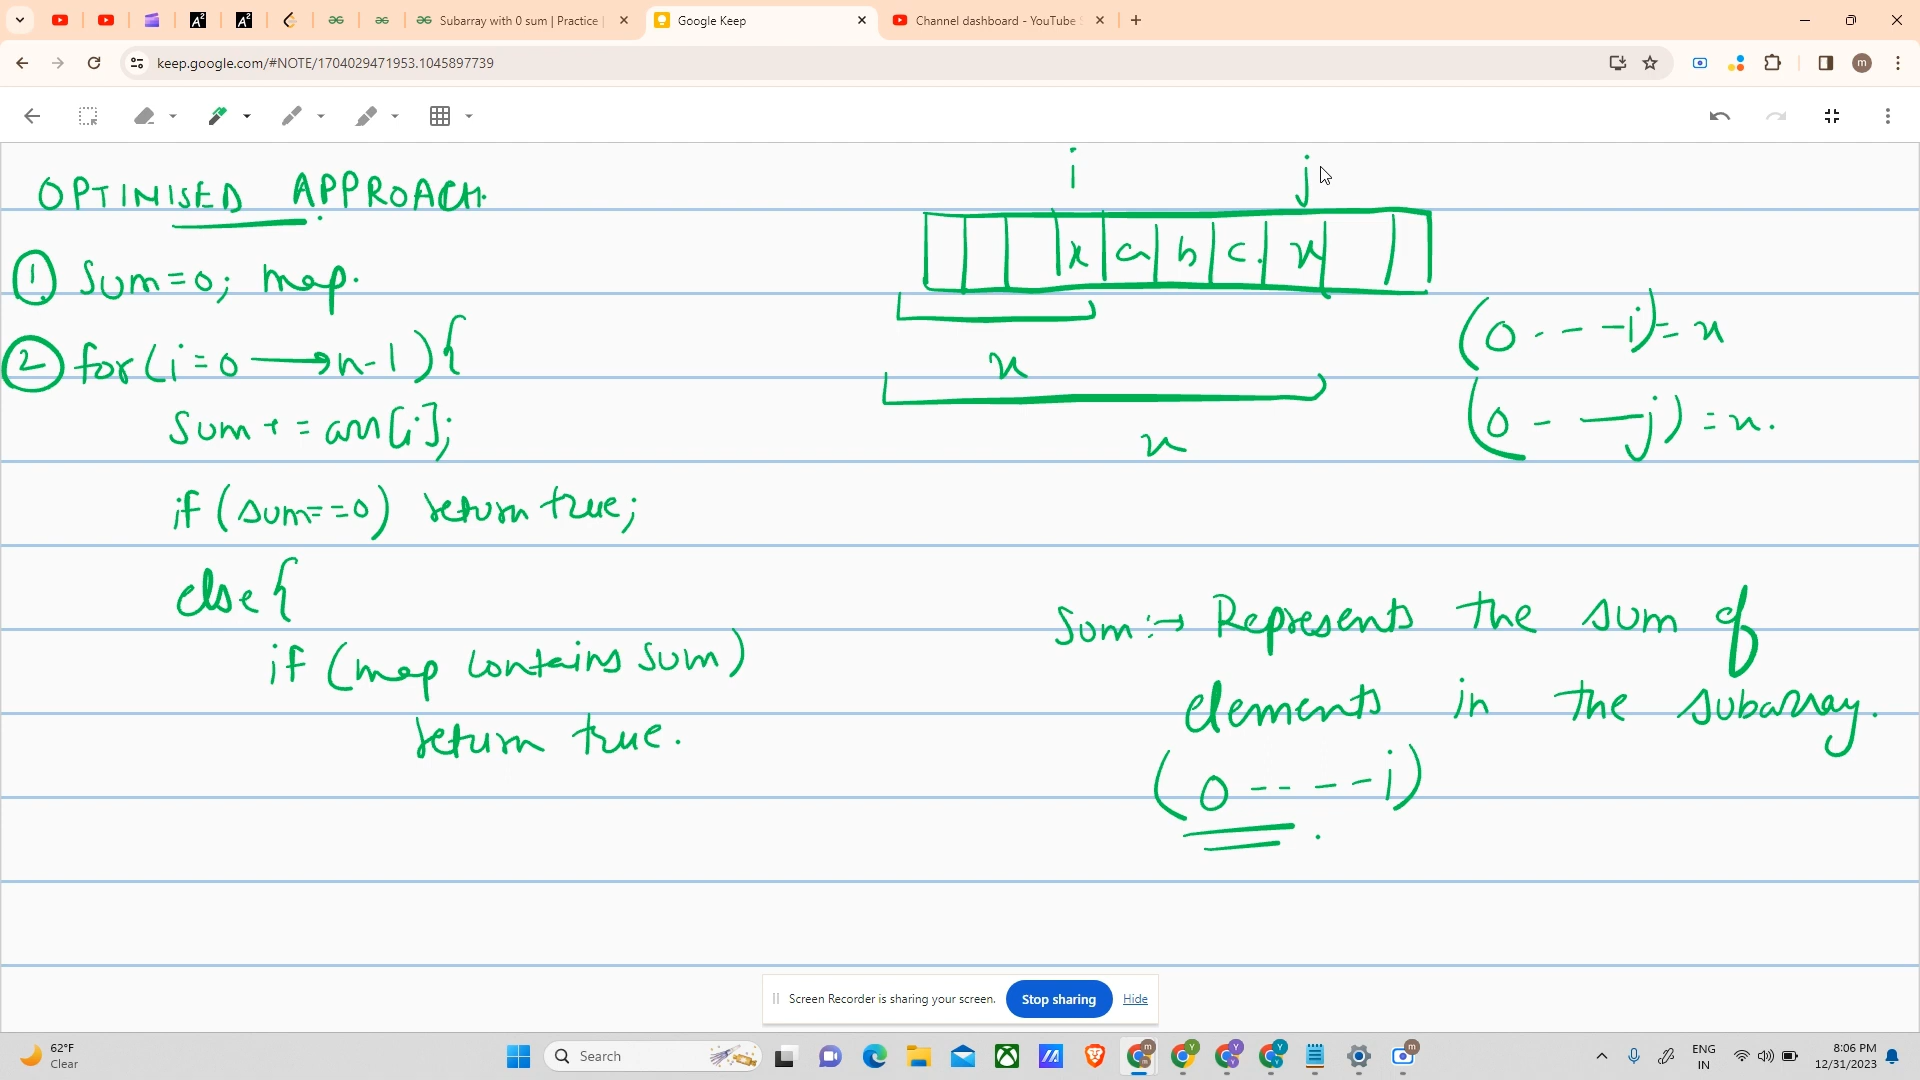 Subarray with 0 sum | Practice |
Google Keep
Channel dashboard - YouTube S
keep.google.com/#NOTE/1704029471953.1045897739
m
OPTIMISED APPROACH.
i
j
x a b c. x
x
x
① Sum=0; map.
② for(i=0 ⟶ n-1){
Sum+=arr[i];
if (sum==0) return true;
else {
if (map contains sum)
return true.
(0 - - - i) = x
(0 - — j) = x.
Sum :→ Represents the sum of
elements in the subarray.
(0 -- - - i)
Screen Recorder is sharing your screen.
Stop sharing
Hide
62°F
Clear
Search
ENG
IN
8:06 PM
12/31/2023